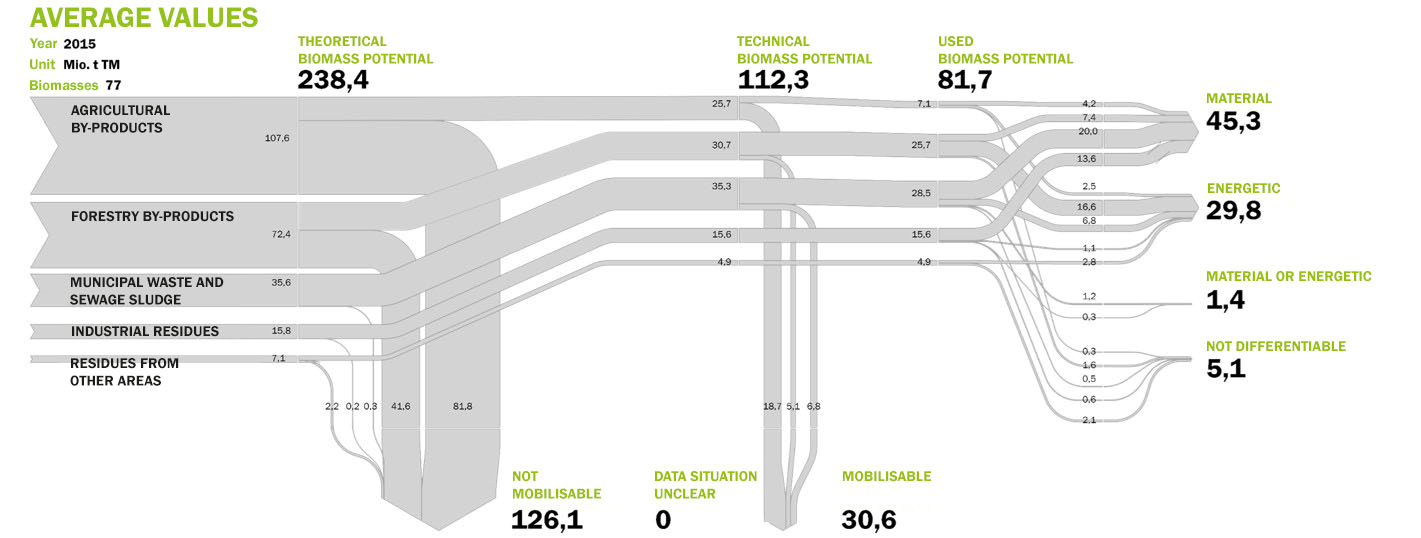 AVERAGE VALUES
Year 2015
Unit Mio. t TM
Biomasses 77
THEORETICAL
BIOMASS POTENTIAL
238,4
TECHNICAL
BIOMASS POTENTIAL
112,3
USED
BIOMASS POTENTIAL
81,7
AGRICULTURAL
BY-PRODUCTS
107,6
FORESTRY BY-PRODUCTS
72,4
MUNICIPAL WASTE AND
SEWAGE SLUDGE
35,6
INDUSTRIAL RESIDUES
15,8
RESIDUES FROM
OTHER AREAS
7,1
2,2 0,2 0,3 41,6 81,8
25,7
30,7
35,3
15,6
4,9
18,7 5,1 6,8
7,1
25,7
28,5
15,6
4,9
4,2
7,4
20,0
13,6
2,5
16,6
6,8
1,1
2,8
1,2
0,3
0,3
1,6
0,5
0,6
2,1
MATERIAL
45,3
ENERGETIC
29,8
MATERIAL OR ENERGETIC
1,4
NOT DIFFERENTIABLE
5,1
NOT
MOBILISABLE
126,1
DATA SITUATION
UNCLEAR
0
MOBILISABLE
30,6